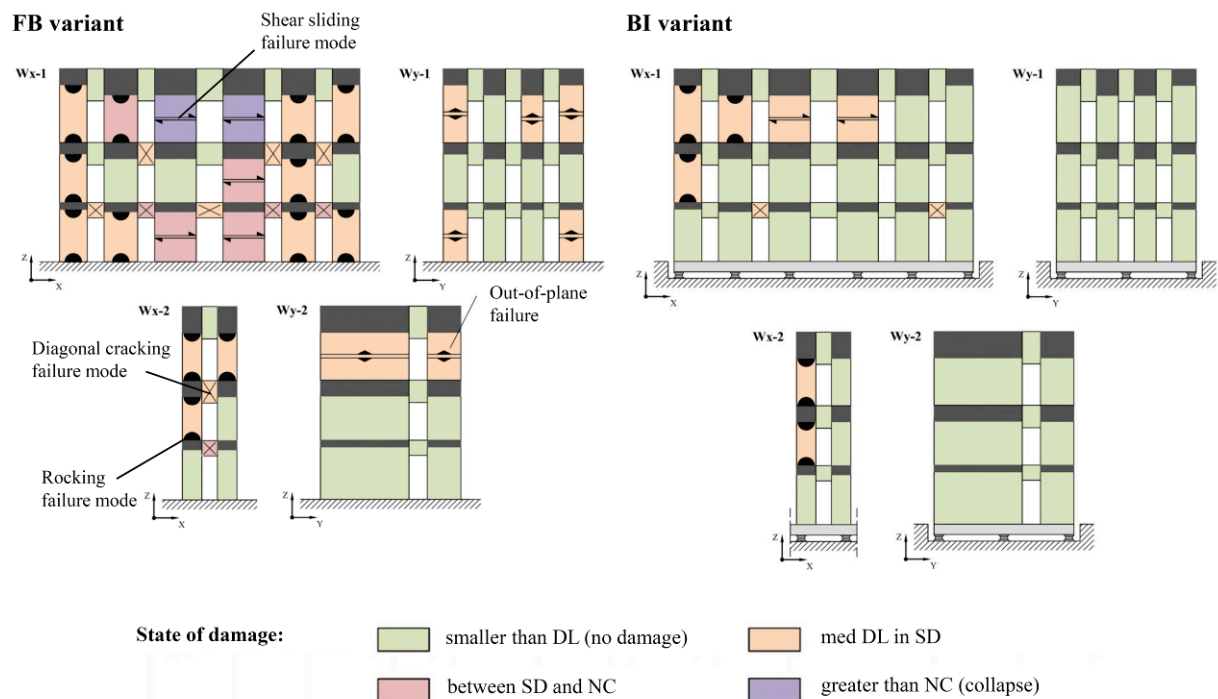 FB variant
Shear sliding
failure mode
BI variant
Wx-1
Wy-1
Wx-1
Wy-1
Z
X
Z
Y
Z
X
Z
Y
Wx-2
Wy-2
Out-of-plane
failure
Wx-2
Wy-2
Diagonal cracking
failure mode
Rocking
failure mode
Z
X
Z
Y
Z
X
Z
Y
State of damage:
smaller than DL (no damage)
med DL in SD
between SD and NC
greater than NC (collapse)